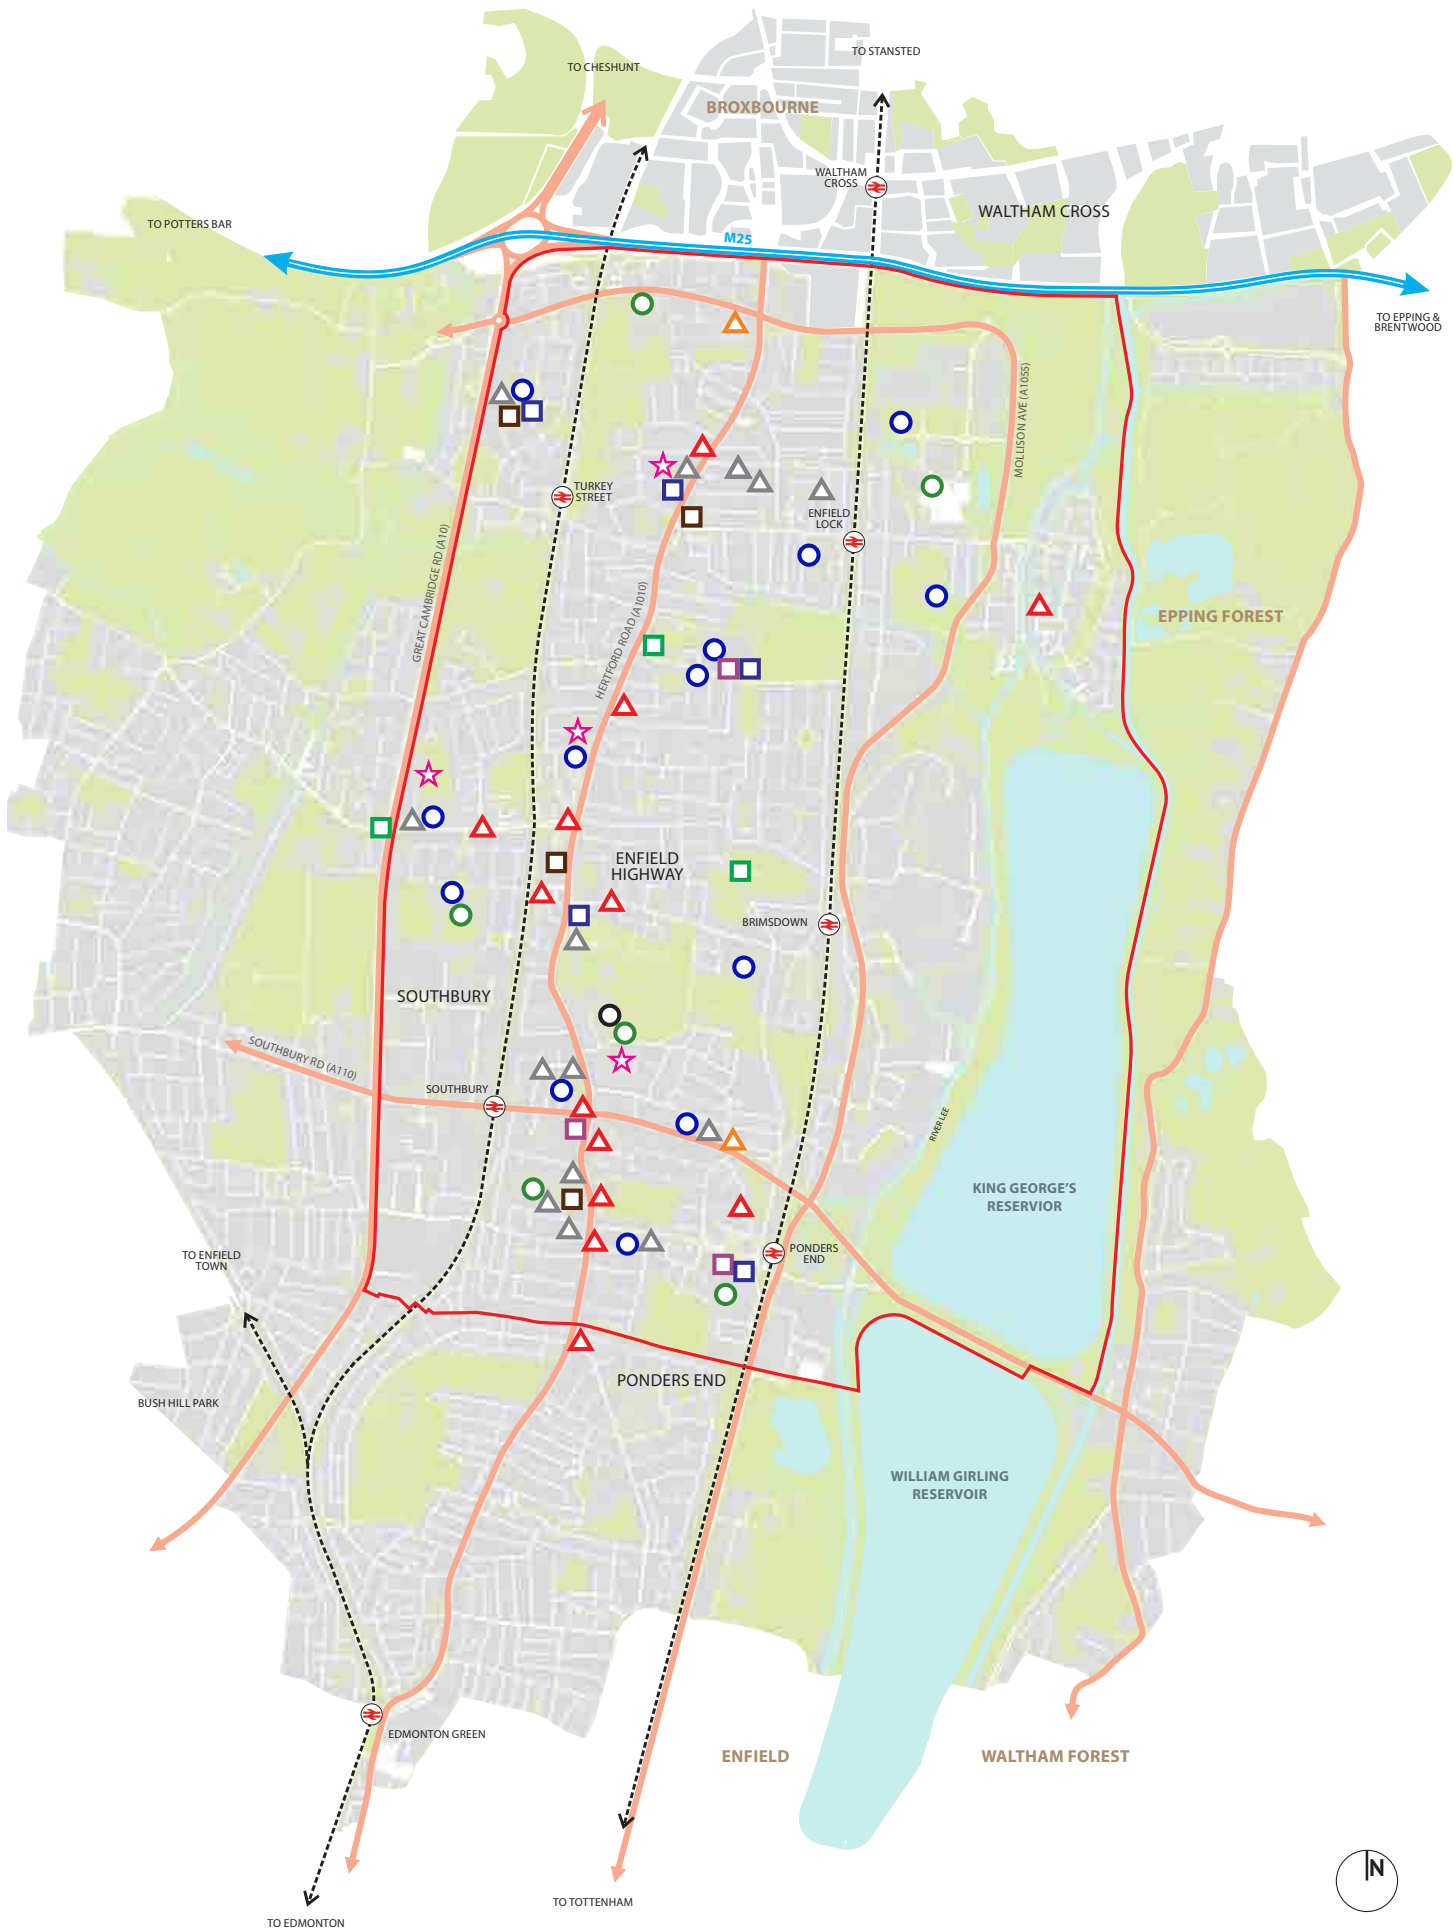 TO STANSTED
TO CHESHUNT
BROXBOURNE
WALTHAM
CROSS
WALTHAM CROSS
TO POTTERS BAR
M25
TO EPPING &
BRENTWOOD
MOLLISON AVE (A1055)
TURKEY
STREET
ENFIELD
LOCK
GREAT CAMBRIDGE RD (A10)
HERTFORD ROAD (A1010)
EPPING FOREST
ENFIELD
HIGHWAY
BRIMSDOWN
SOUTHBURY
SOUTHBURY RD (A110)
SOUTHBURY
RIVER LEE
KING GEORGE'S
RESERVIOR
TO ENFIELD
TOWN
PONDERS
END
PONDERS END
BUSH HILL PARK
WILLIAM GIRLING
RESERVOIR
EDMONTON GREEN
ENFIELD
WALTHAM FOREST
N
TO TOTTENHAM
TO EDMONTON